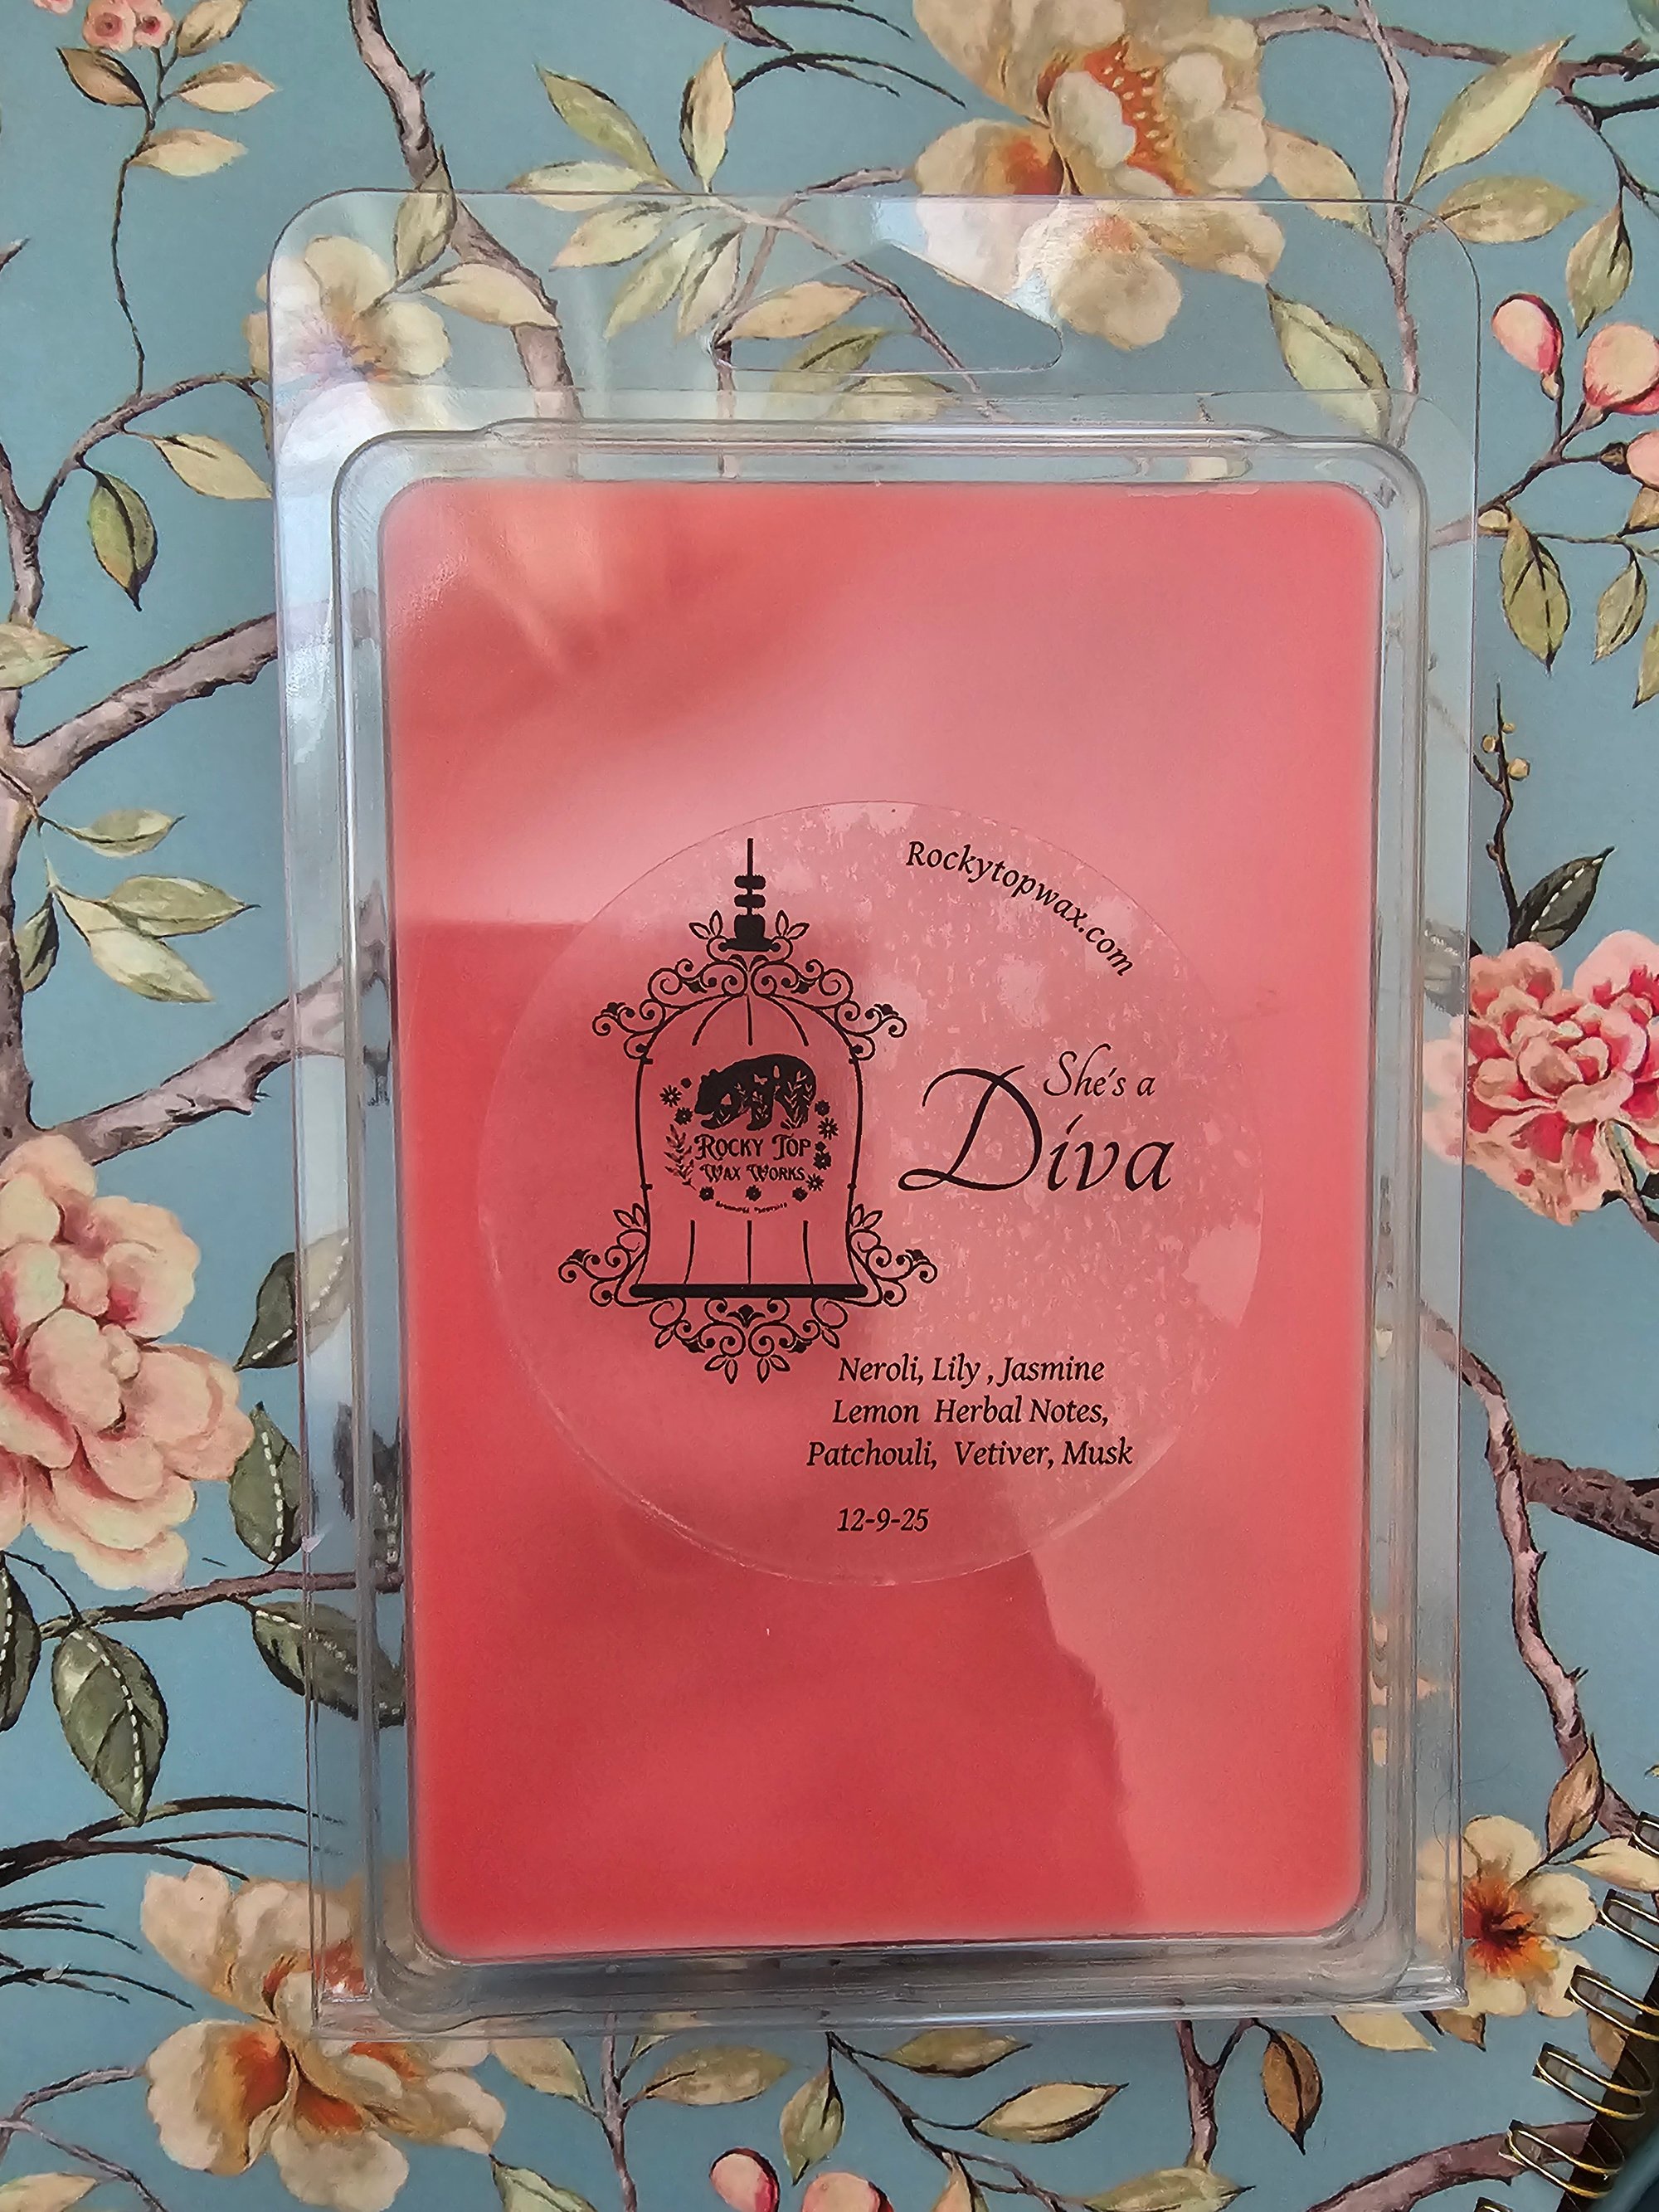 Rockytopwax.com
She's a
Diva
ROCKY TOP
WAX WORKS
Neroli, Lily , Jasmine
Lemon Herbal Notes,
Patchouli, Vetiver, Musk
12-9-25